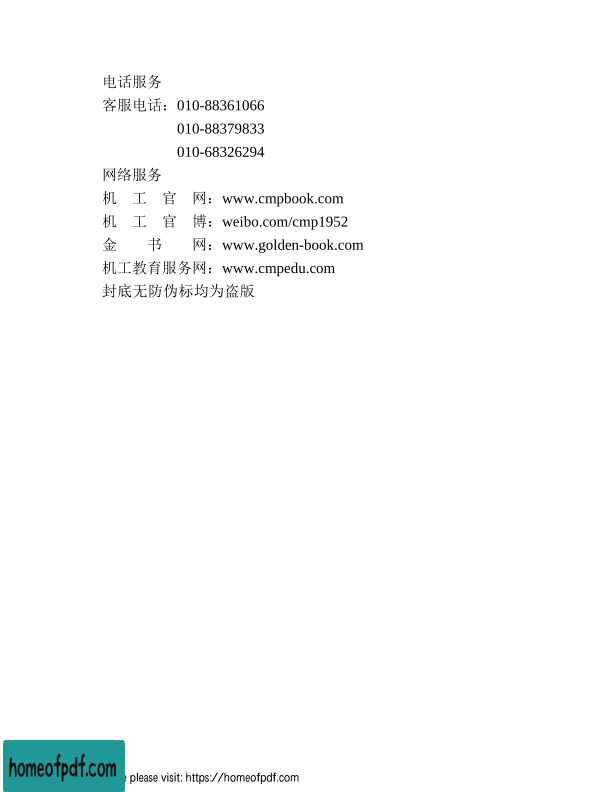 电话服务
客服电话：010-88361066
010-88379833
010-68326294
网络服务
机 工 官 网：www.cmpbook.com
机 工 官 博：weibo.com/cmp1952
金 书 网：www.golden-book.com
机工教育服务网：www.cmpedu.com
封底无防伪标均为盗版
homeofpdf.com
please visit: https://homeofpdf.com